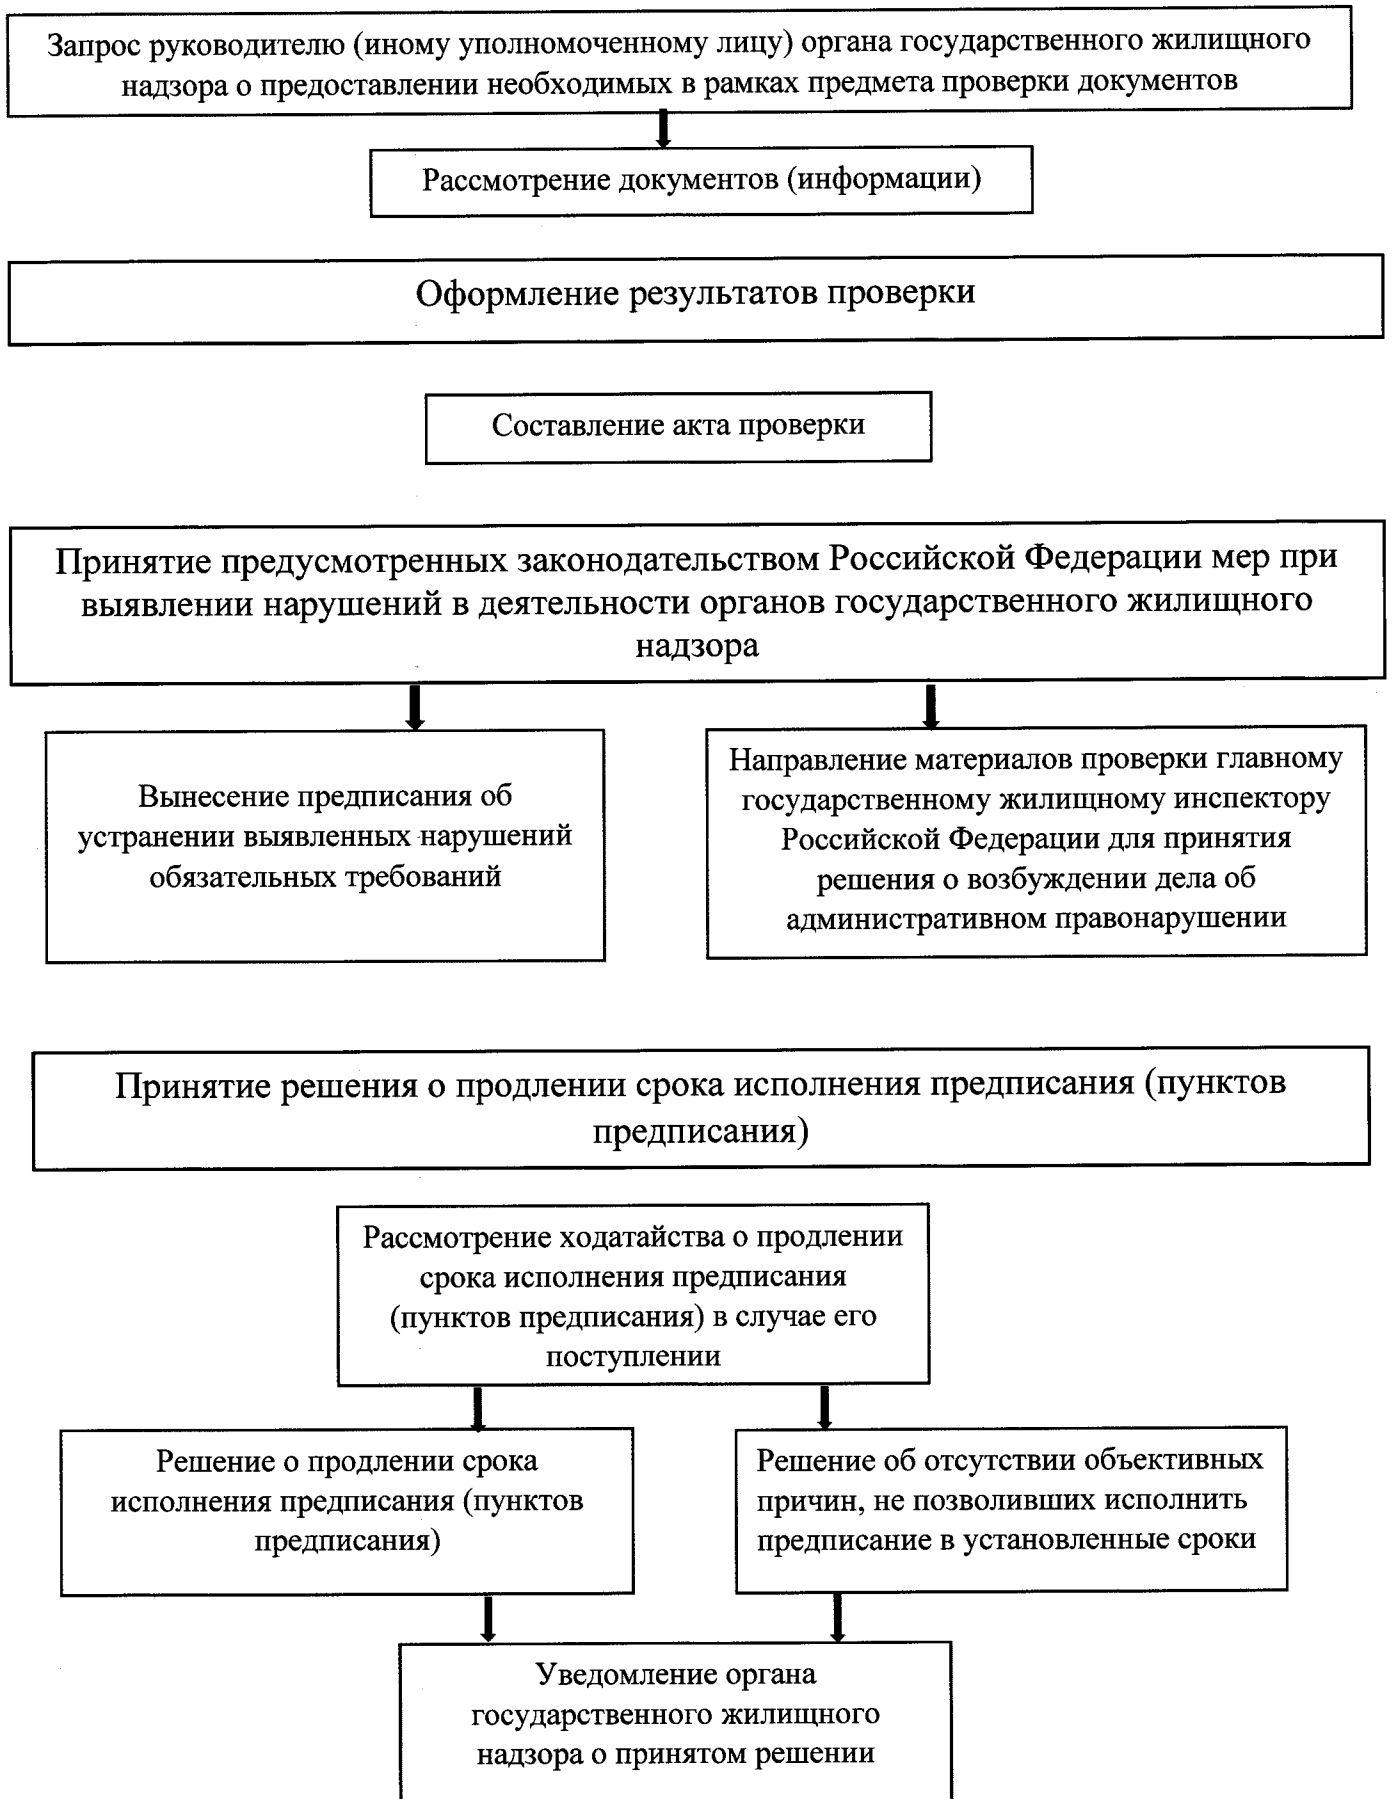 Запрос руководителю (иному уполномоченному лицу) органа государственного жилищного
надзора о предоставлении необходимых в рамках предмета проверки документов
Рассмотрение документов (информации)
Оформление результатов проверки
Составление акта проверки
Принятие предусмотренных законодательством Российской Федерации мер при
выявлении нарушений в деятельности органов государственного жилищного
надзора
Вынесение предписания об
устранении выявленных нарушений
обязательных требований
Направление материалов проверки главному
государственному жилищному инспектору
Российской Федерации для принятия
решения о возбуждении дела об
административном правонарушении
Принятие решения о продлении срока исполнения предписания (пунктов
предписания)
Рассмотрение ходатайства о продлении
срока исполнения предписания
(пунктов предписания) в случае его
поступлении
Решение о продлении срока
исполнения предписания (пунктов
предписания)
Решение об отсутствии объективных
причин, не позволивших исполнить
предписание в установленные сроки
Уведомление органа
государственного жилищного
надзора о принятом решении